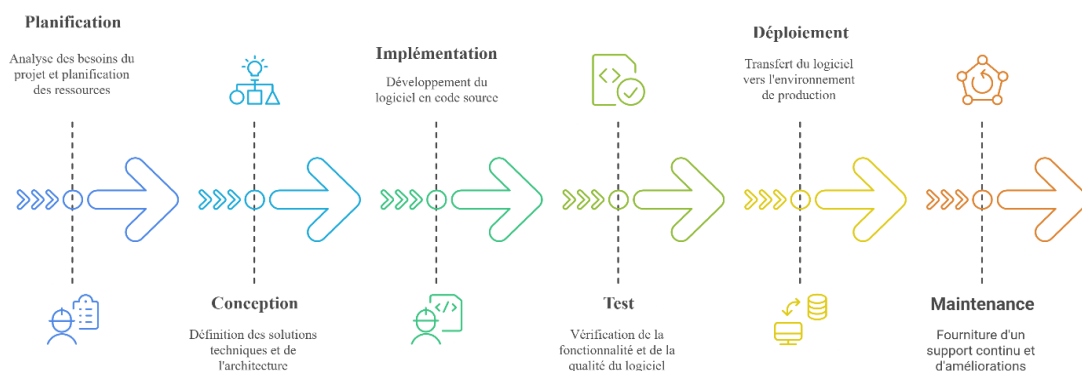 Planification
Analyse des besoins du
projet et planification
des ressources
Conception
Définition des solutions
techniques et de
l'architecture
Implémentation
Développement du
logiciel en code source
Test
Vérification de la
fonctionnalité et de la
qualité du logiciel
Déploiement
Transfert du logiciel
vers l'environnement
de production
Maintenance
Fourniture d'un
support continu et
d'améliorations